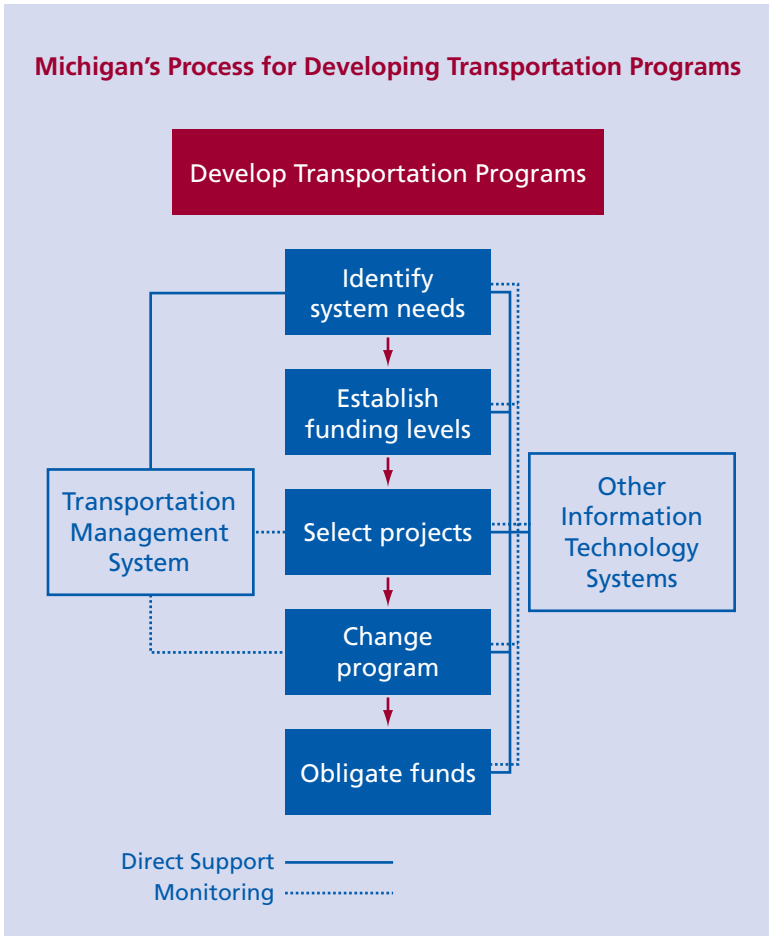 Michigan's Process for Developing Transportation Programs
Develop Transportation Programs
Identify
system needs
Establish
funding levels
Transportation
Management
System
Select projects
Other
Information
Technology
Systems
Change
program
Obligate funds
Direct Support
Monitoring